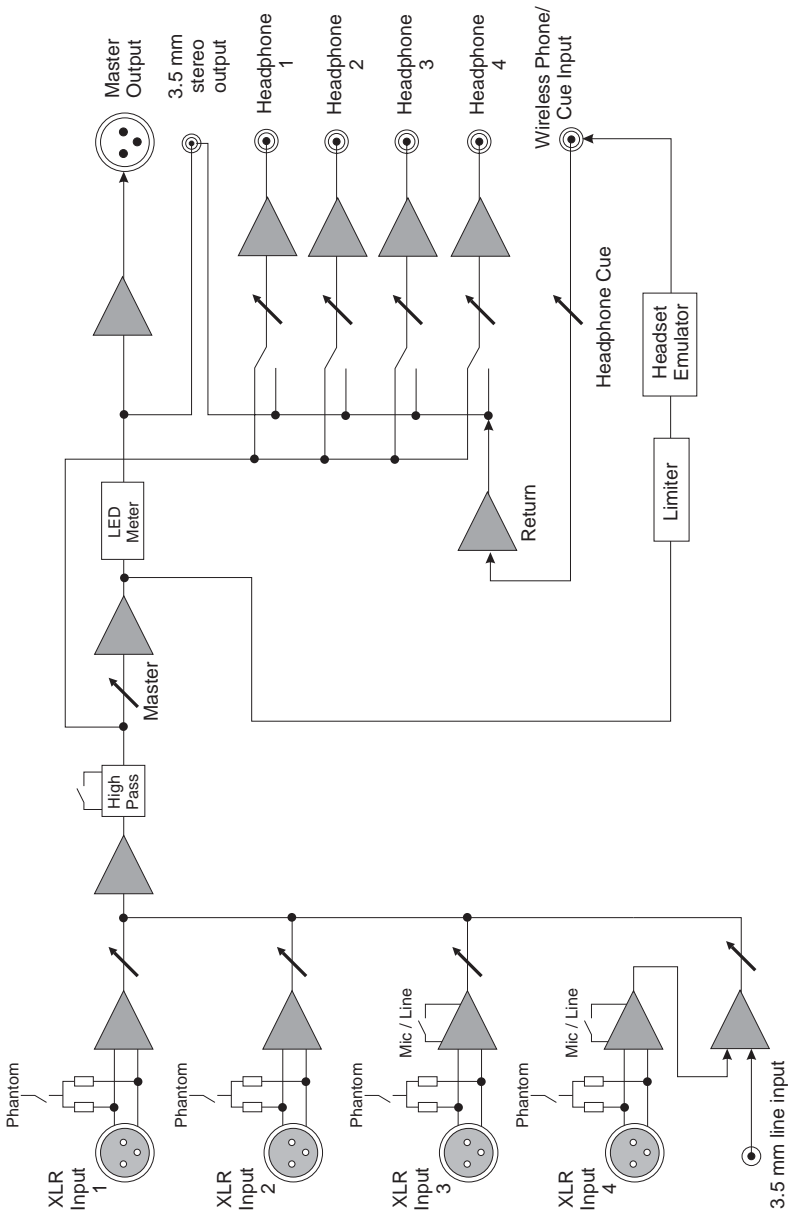 XLR
Input
1
Phantom
XLR
Input
2
Phantom
XLR
Input
3
Phantom
Mic / Line
XLR
Input
4
Phantom
Mic / Line
3.5 mm line input
High
Pass
Master
LED
Meter
Return
Limiter
Headset
Emulator
Headphone Cue
Master
Output
3.5 mm
stereo
output
Headphone
1
Headphone
2
Headphone
3
Headphone
4
Wireless Phone/
Cue Input